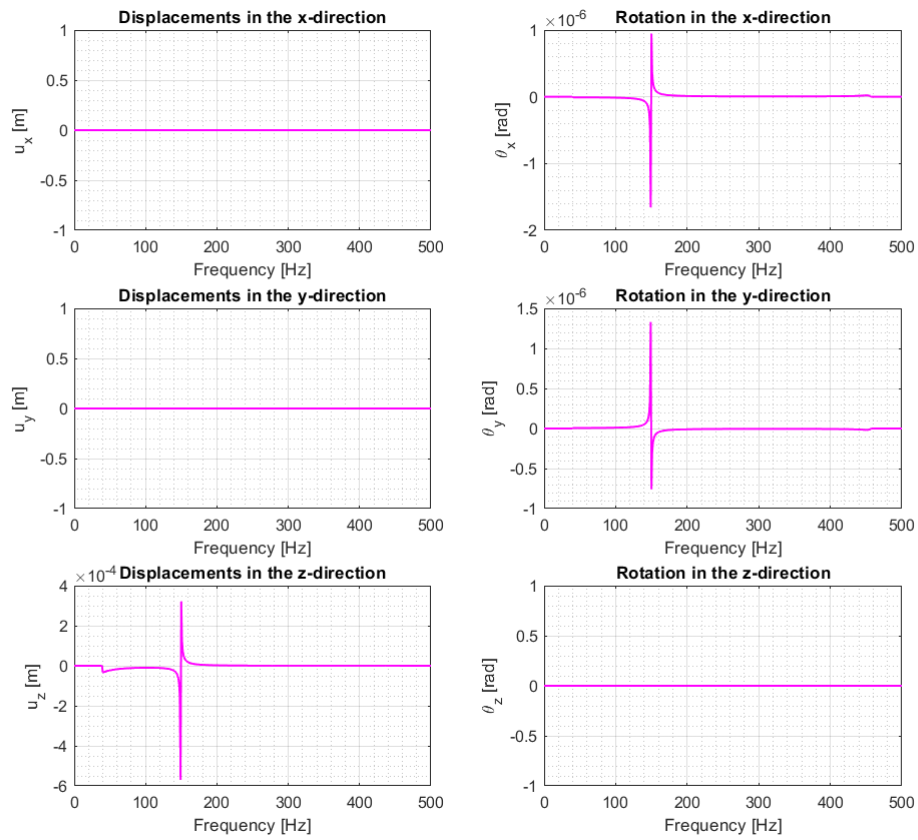 Displacements in the x-direction
1
0.5
0
-0.5
-1
u_x [m]
0 100 200 300 400 500
Frequency [Hz]
Rotation in the x-direction
×10^-6
1
0
-1
-2
θ_x [rad]
0 100 200 300 400 500
Frequency [Hz]
Displacements in the y-direction
1
0.5
0
-0.5
-1
u_y [m]
0 100 200 300 400 500
Frequency [Hz]
Rotation in the y-direction
×10^-6
1.5
1
0.5
0
-0.5
-1
θ_y [rad]
0 100 200 300 400 500
Frequency [Hz]
Displacements in the z-direction
×10^-4
4
2
0
-2
-4
-6
u_z [m]
0 100 200 300 400 500
Frequency [Hz]
Rotation in the z-direction
1
0.5
0
-0.5
-1
θ_z [rad]
0 100 200 300 400 500
Frequency [Hz]